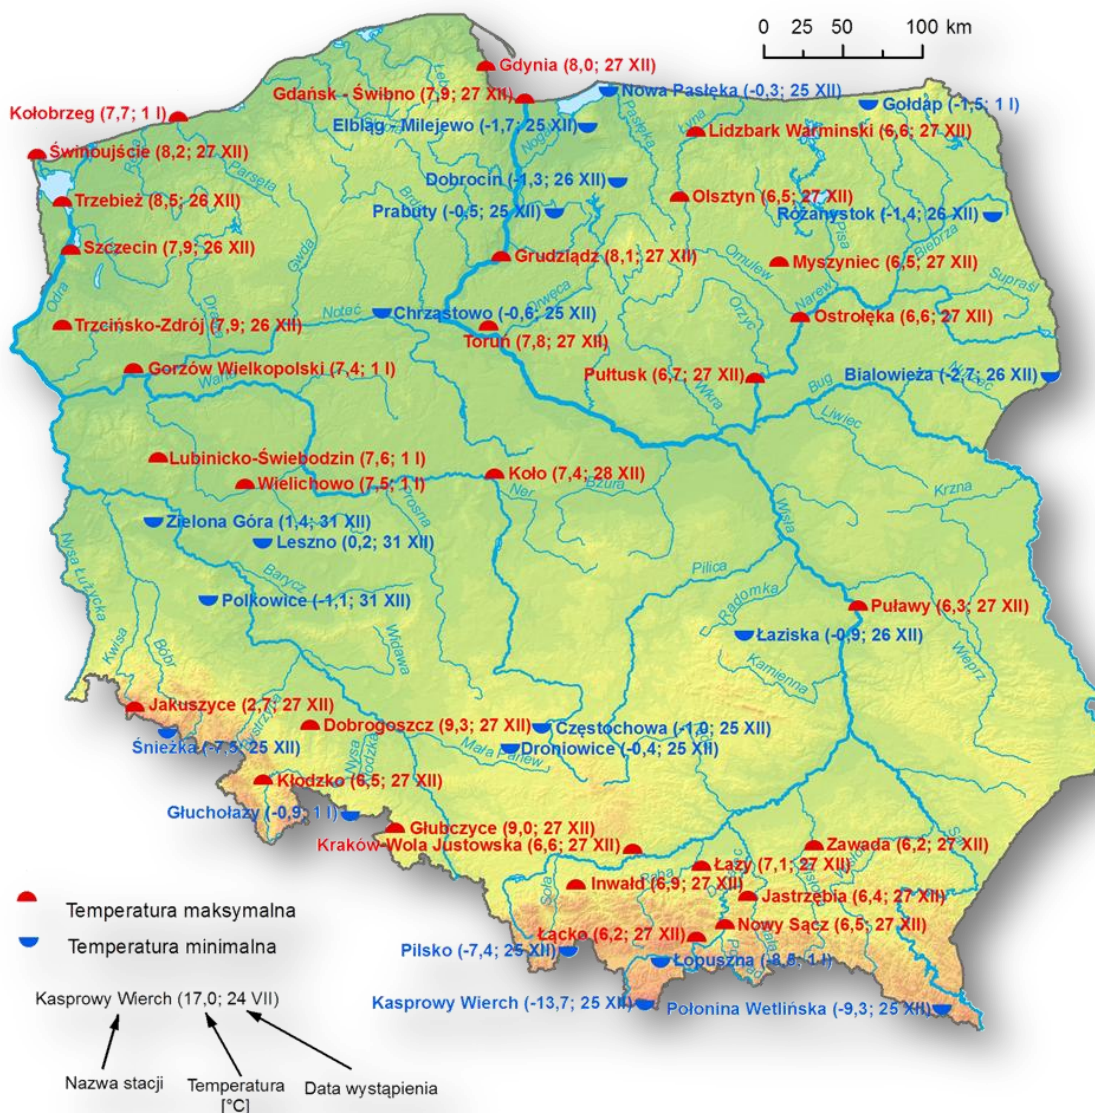 0 50 100 km
Gdynia (8,0; 27 XII)
Gdańsk - Świbno (7,9; 27 XII)
Nowa Pasłęka (-0,3; 25 XII)
Gołdap (-1,5; 1 I)
Kołobrzeg (7,7; 1 I)
Elbląg - Milejewo (-1,7; 25 XII)
Lidzbark Warminski (6,6; 27 XII)
Świnoujście (8,2; 27 XII)
Dobrocin (-1,3; 26 XII)
Trzebież (8,5; 26 XII)
Olsztyn (6,5; 27 XII)
Prabuty (-0,5; 25 XII)
Różanystok (-1,4; 26 XII)
Szczecin (7,9; 26 XII)
Grudziądz (8,1; 27 XII)
Myszyniec (6,5; 27 XII)
Chrząstowo (-0,6; 25 XII)
Ostrołęka (6,6; 27 XII)
Trzcińsko-Zdrój (7,9; 26 XII)
Toruń (7,8; 27 XII)
Gorzów Wielkopolski (7,4; 1 I)
Pułtusk (6,7; 27 XII)
Bialowieża (-2,7; 26 XII)
Lubinicko-Świebodzin (7,6; 1 I)
Koło (7,4; 28 XII)
Wielichowo (7,5; 1 I)
Zielona Góra (1,4; 31 XII)
Leszno (0,2; 31 XII)
Polkowice (-1,1; 31 XII)
Puławy (6,3; 27 XII)
Łaziska (-0,9; 26 XII)
Jakuszyce (2,7; 27 XII)
Dobrogoszcz (9,3; 27 XII)
Częstochowa (-1,0; 25 XII)
Śnieżka (-7,5; 25 XII)
Droniowice (-0,4; 25 XII)
Kłodzko (6,5; 27 XII)
Głuchołazy (-0,9; 1 I)
Głubczyce (9,0; 27 XII)
Kraków-Wola Justowska (6,6; 27 XII)
Zawada (6,2; 27 XII)
Łazy (7,1; 27 XII)
Inwałd (6,9; 27 XII)
Jastrzębia (6,4; 27 XII)
Nowy Sącz (6,5; 27 XII)
Łącko (6,2; 27 XII)
Pilsko (-7,4; 25 XII)
Łopuszna (-8,5; 1 I)
Kasprowy Wierch (-13,7; 25 XII)
Połonina Wetlińska (-9,3; 25 XII)
Pasłęka
Łyna
Parsęta
Gwda
Pisa
Biebrza
Supraśl
Omulew
Narew
Odra
Drwęca
Orzyc
Noteć
Wkra
Bug
Liwiec
Ner
Bzura
Krzna
Prosna
Wisła
Nysa Łużycka
Barycz
Pilica
Radomka
Kwisa
Bóbr
Widawa
Kamienna
Wieprz
Mała Panew
Nysa
Soła
San
Temperatura maksymalna
Temperatura minimalna
Kasprowy Wierch (17,0; 24 VII)
Nazwa stacji
Temperatura
[°C]
Data wystąpienia